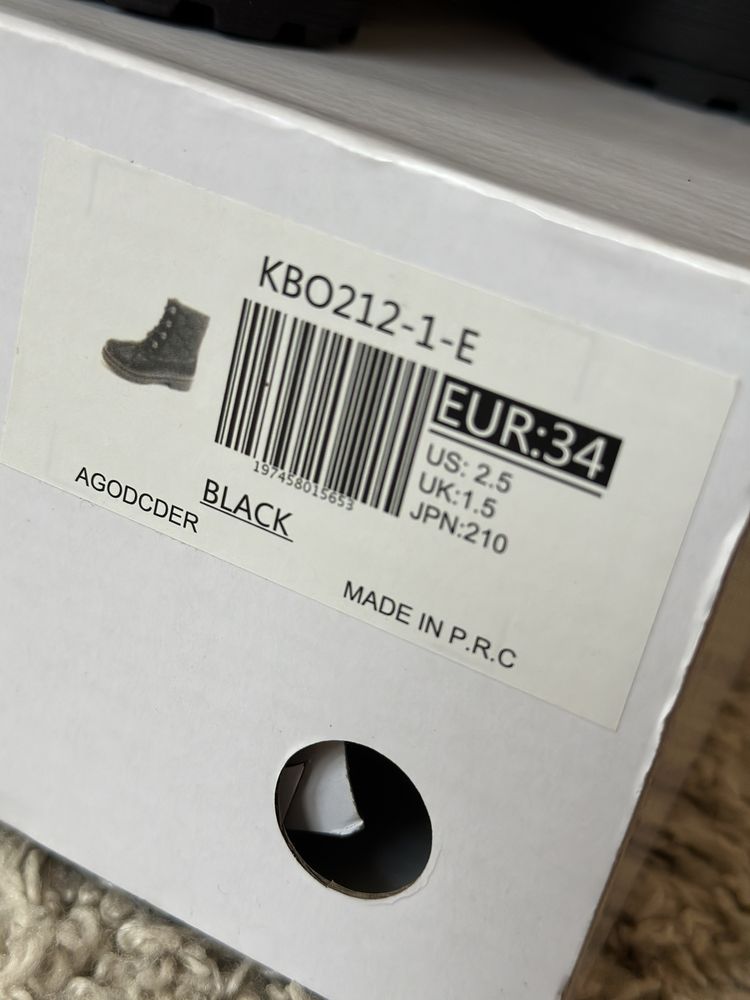 KBO212-1-E
EUR:34
US: 2.5
UK:1.5
JPN:210
197458015653
BLACK
AGODCDER
MADE IN P.R.C